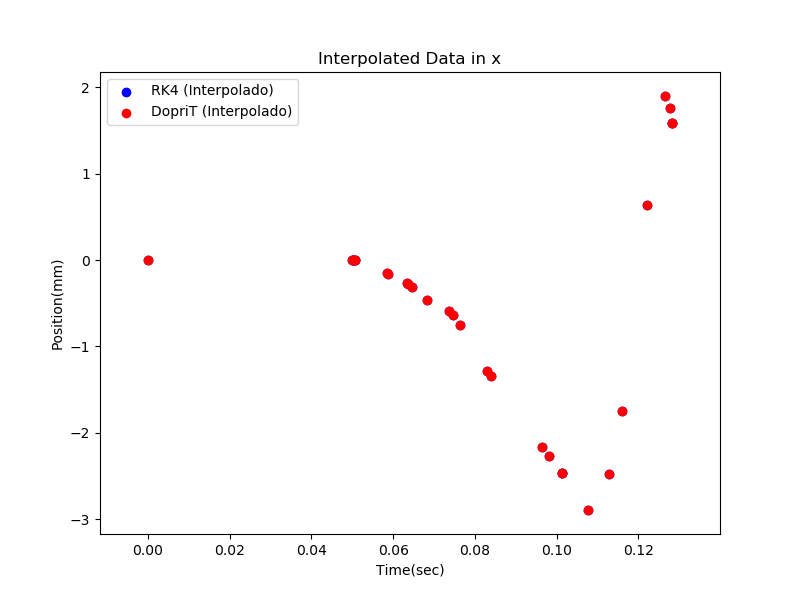 Interpolated Data in x
RK4 (Interpolado)
DopriT (Interpolado)
2
1
0
−1
−2
−3
Position(mm)
0.00 0.02 0.04 0.06 0.08 0.10 0.12
Time(sec)